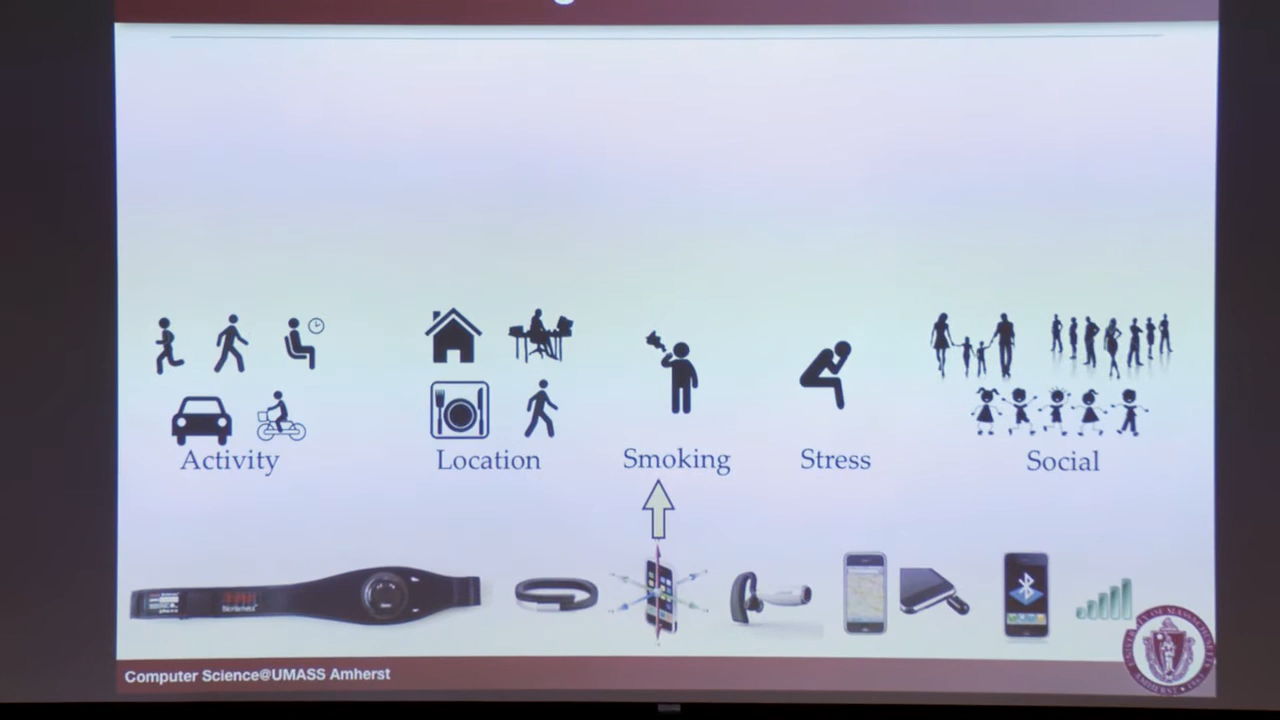 Activity
Location
Smoking
Stress
Social
Computer Science@UMASS Amherst